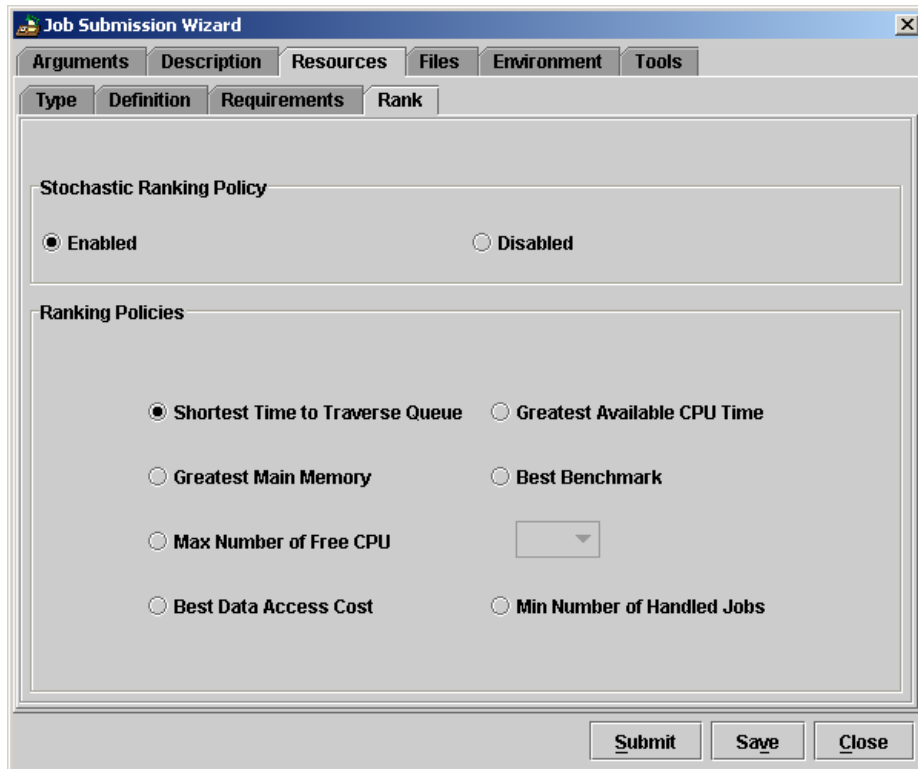 Job Submission Wizard
Arguments Description Resources Files Environment Tools
Type Definition Requirements Rank
Stochastic Ranking Policy
Enabled Disabled
Ranking Policies
Shortest Time to Traverse Queue Greatest Available CPU Time
Greatest Main Memory Best Benchmark
Max Number of Free CPU
Best Data Access Cost Min Number of Handled Jobs
Submit Save Close